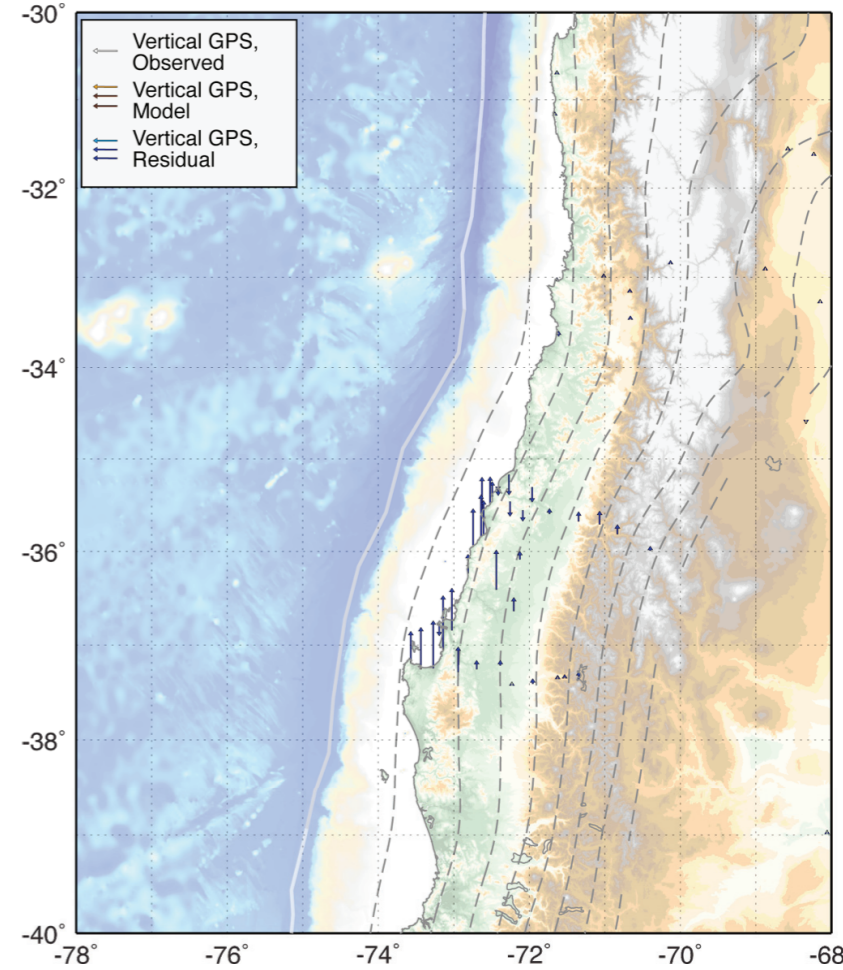 -30°
Vertical GPS,
Observed
Vertical GPS,
Model
Vertical GPS,
Residual
-32°
-34°
-36°
-38°
-40°
-78° -76° -74° -72° -70° -68°